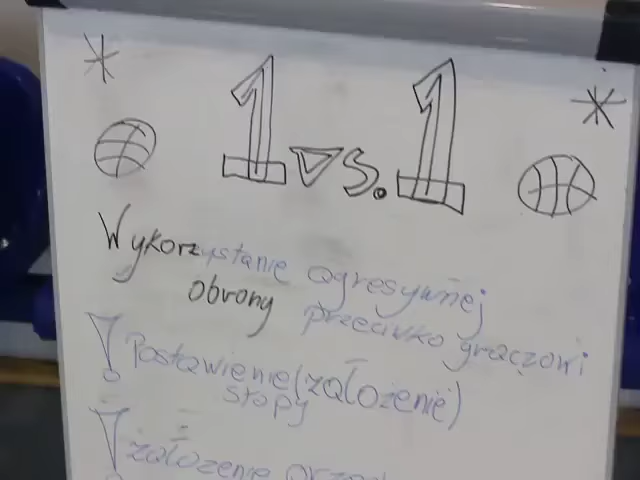 1 vs. 1
Wykorzystanie agresywnej
obrony przeciwko graczowi
! Postawienie (założenie)
stopy
! założenie